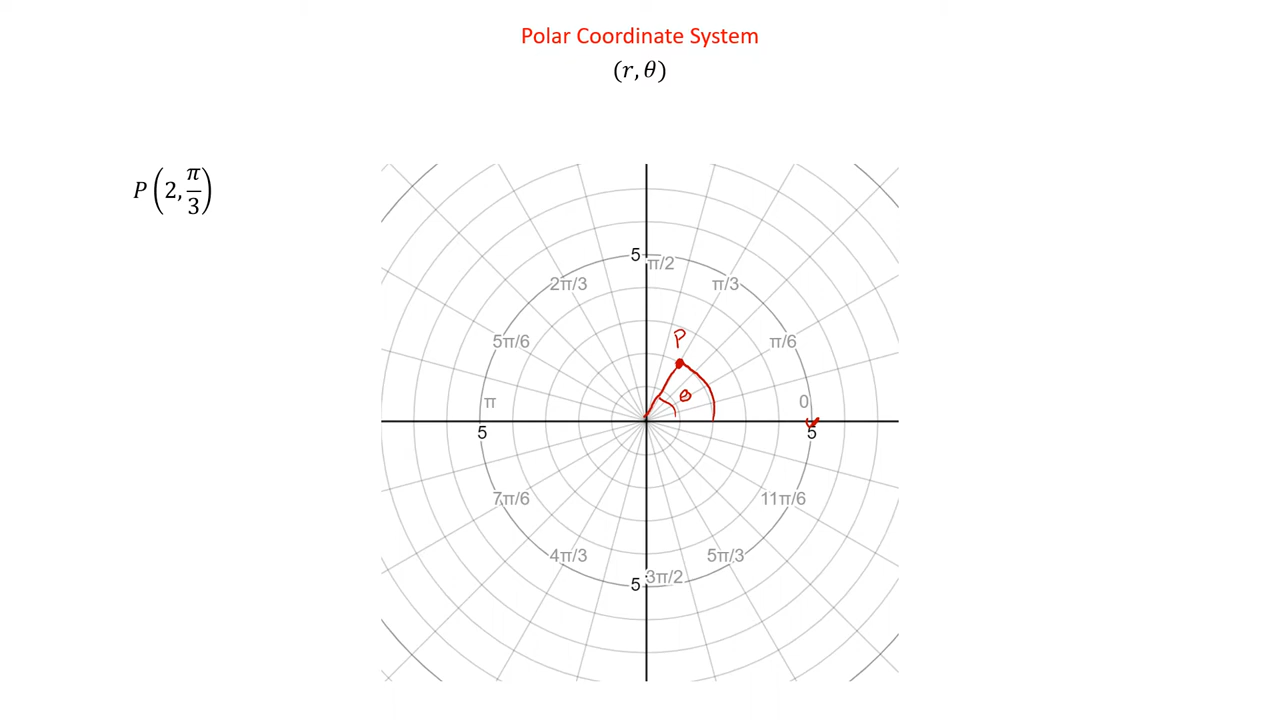 Polar Coordinate System
(r, θ)
P(2, π/3)
5 π/2
2π/3 π/3
P
5π/6 π/6
θ
π 0
5 5
7π/6 11π/6
4π/3 5π/3
5 3π/2